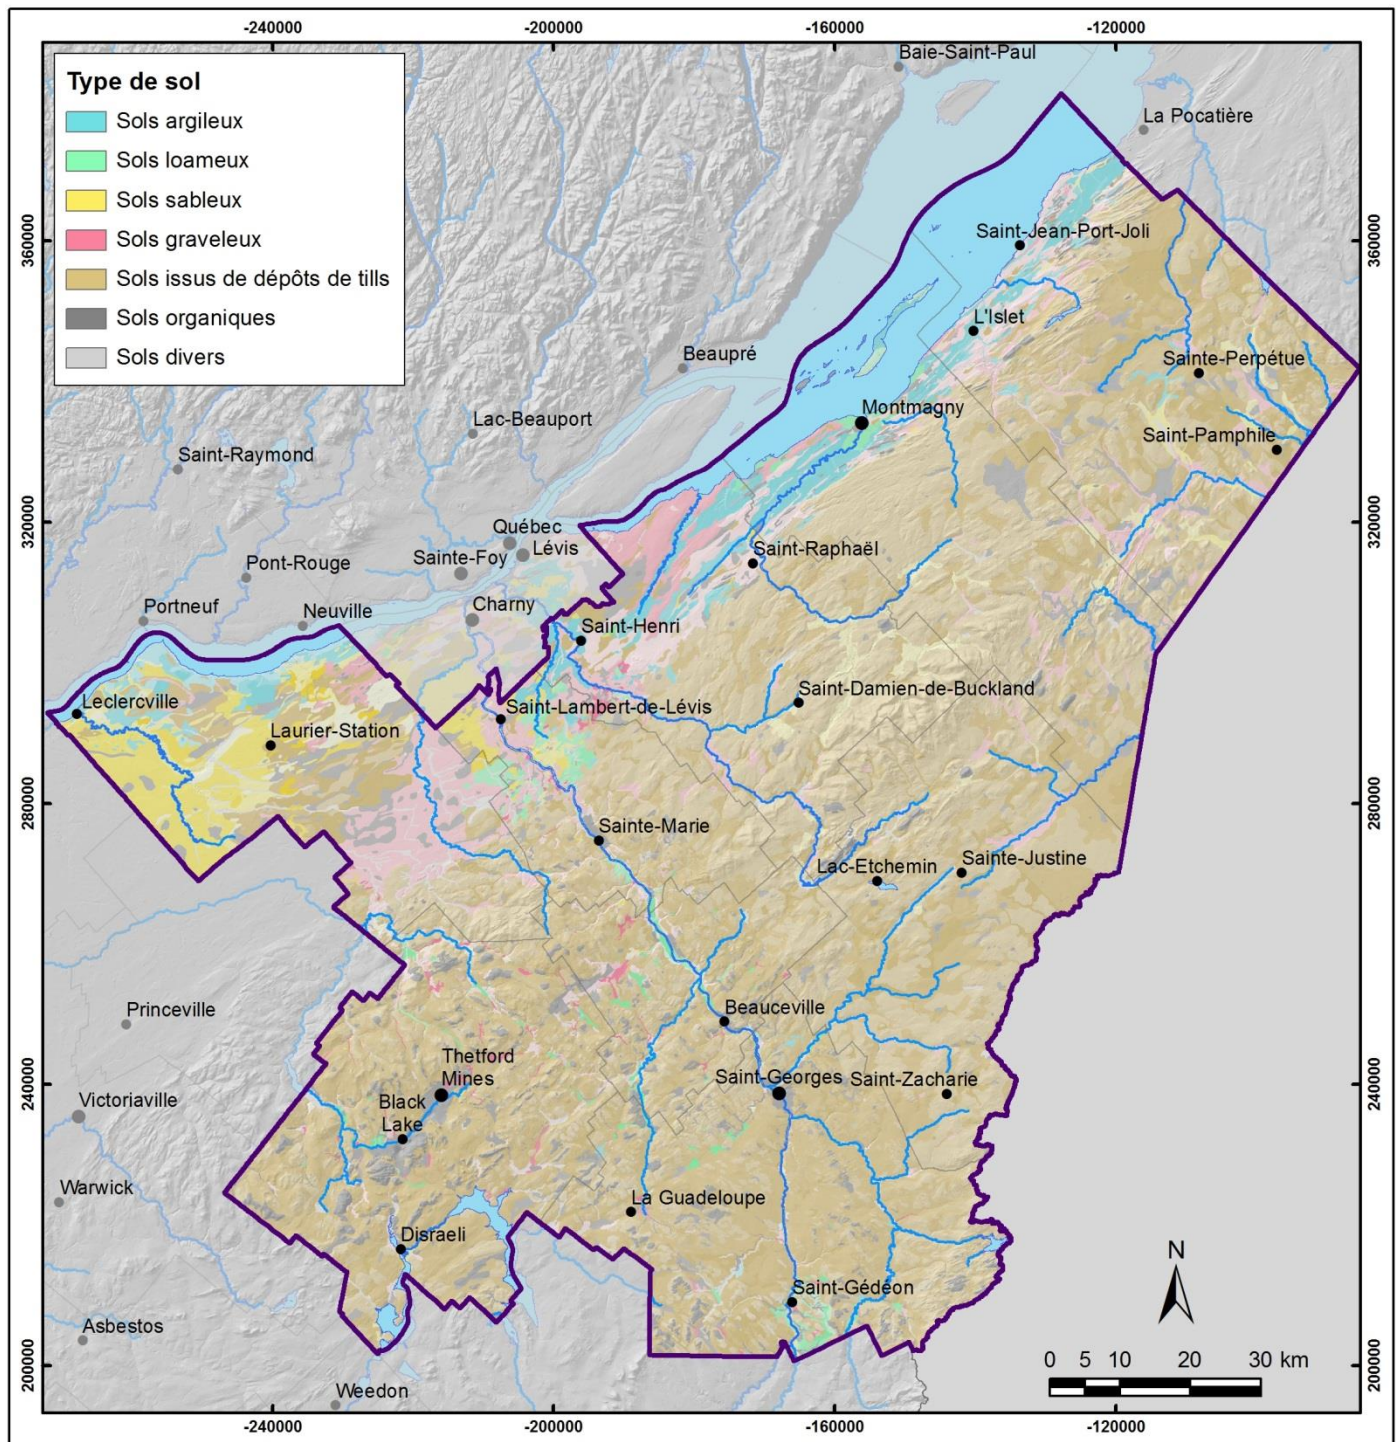 -240000
-200000
-160000
-120000
Type de sol
Sols argileux
Sols loameux
Sols sableux
Sols graveleux
Sols issus de dépôts de tills
Sols organiques
Sols divers
Baie-Saint-Paul
La Pocatière
360000
360000
Saint-Jean-Port-Joli
L'Islet
Beaupré
Sainte-Perpétue
Lac-Beauport
Montmagny
Saint-Pamphile
Saint-Raymond
320000
320000
Québec
Lévis
Sainte-Foy
Saint-Raphaël
Pont-Rouge
Portneuf
Neuville
Charny
Saint-Henri
Leclercville
Saint-Damien-de-Buckland
Saint-Lambert-de-Lévis
Laurier-Station
280000
280000
Sainte-Marie
Lac-Etchemin
Sainte-Justine
Princeville
Beauceville
Thetford
Mines
Saint-Georges
Saint-Zacharie
240000
240000
Victoriaville
Black
Lake
Warwick
La Guadeloupe
Disraeli
N
Saint-Gédéon
Asbestos
200000
200000
0 5 10 20 30 km
Weedon
-240000
-200000
-160000
-120000